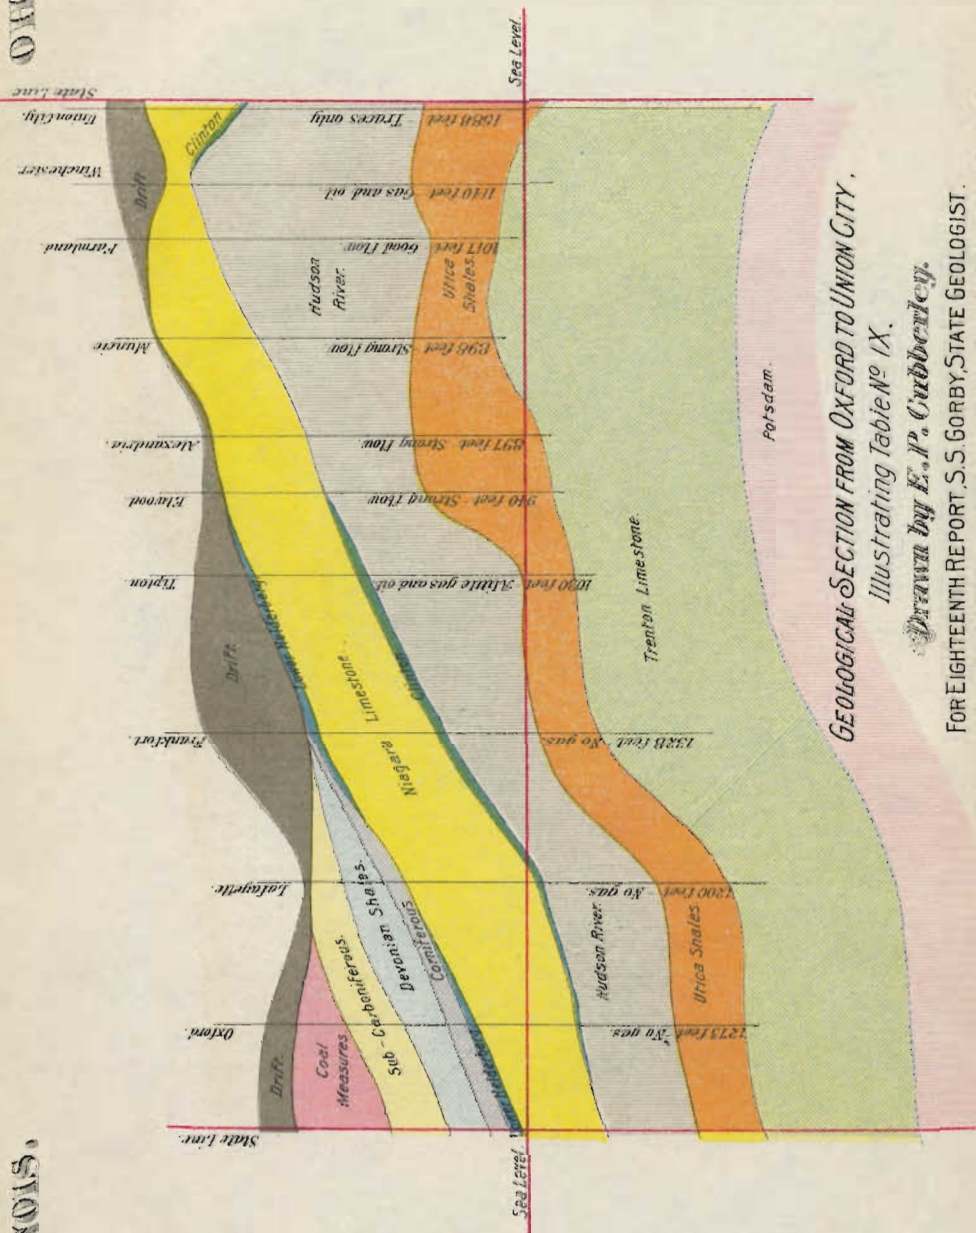 State Line.
Oxford.
Lafayette.
Frankfort.
Tipton.
Elwood
Alexandria.
Muncie
Farmland
Winchester
Union City.
State Line
Drift.
Drift.
Drift
Coal
Measures
Sub-Carboniferous.
Devonian Shales.
Corniferous
Lower Helderberg
Lower Helderberg
Niagara Limestone.
Clinton
Clinton
Hudson River.
Hudson
River.
Utica Shales.
Utica
Shales.
Trenton Limestone.
Potsdam.
Sea Level.
Sea Level.
1273 feet - No gas.
1200 feet - No gas.
1328 feet - No gas.
1030 feet - A little gas and oil
940 feet - Strong flow
897 feet - Strong flow
898 feet - Strong flow
1017 feet - Good flow.
1140 feet - Gas and oil
1588 feet - Traces only
GEOLOGICAL SECTION FROM OXFORD TO UNION CITY.
Illustrating Table No IX.
Drawn by E.P. Cubberley.
FOR EIGHTEENTH REPORT, S.S. GORBY, STATE GEOLOGIST.